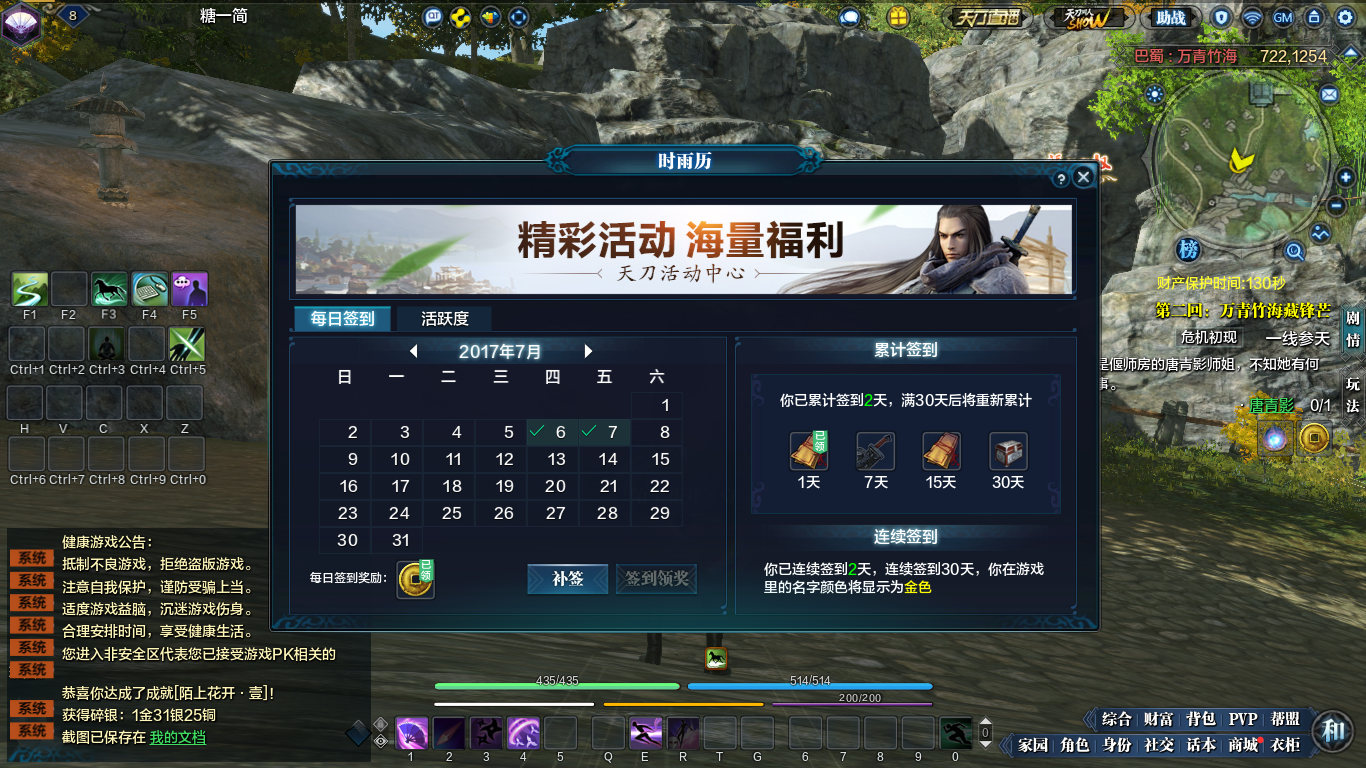 8
糖一简
天刀直播
天刀人 SHOW
助战
GM
巴蜀：万青竹海
722,1254
时雨历
?
精彩活动 海量福利
天刀活动中心
每日签到 活跃度
2017年7月
日 一 二 三 四 五 六
1
2 3 4 5 6 7 8
9 10 11 12 13 14 15
16 17 18 19 20 21 22
23 24 25 26 27 28 29
30 31
每日签到奖励：
已领
补签
签到领奖
累计签到
你已累计签到2天，满30天后将重新累计
已领
1天 7天 15天 30天
连续签到
你已连续签到2天，连续签到30天，你在游戏
里的名字颜色将显示为金色
榜
财产保护时间:130秒
第二回：万青竹海藏锋芒
危机初现 一线参天
是偃师房的唐青影师姐，不知她有何
事。
·唐青影 0/1
剧情
玩法
F1 F2 F3 F4 F5
Ctrl+1 Ctrl+2 Ctrl+3 Ctrl+4 Ctrl+5
H V C X Z
Ctrl+6 Ctrl+7 Ctrl+8 Ctrl+9 Ctrl+0
健康游戏公告：
系统 抵制不良游戏，拒绝盗版游戏。
系统 注意自我保护，谨防受骗上当。
系统 适度游戏益脑，沉迷游戏伤身。
系统 合理安排时间，享受健康生活。
系统 您进入非安全区代表您已接受游戏PK相关的
系统
恭喜你达成了成就[陌上花开·壹]！
系统 获得碎银：1金31银25铜
系统 截图已保存在 我的文档
435/435
514/514
200/200
1 2 3 4 5 Q E R T G 6 7 8 9 0
0
综合 财富 背包 PVP 帮盟
家园 角色 身份 社交 话本 商城 衣柜
和